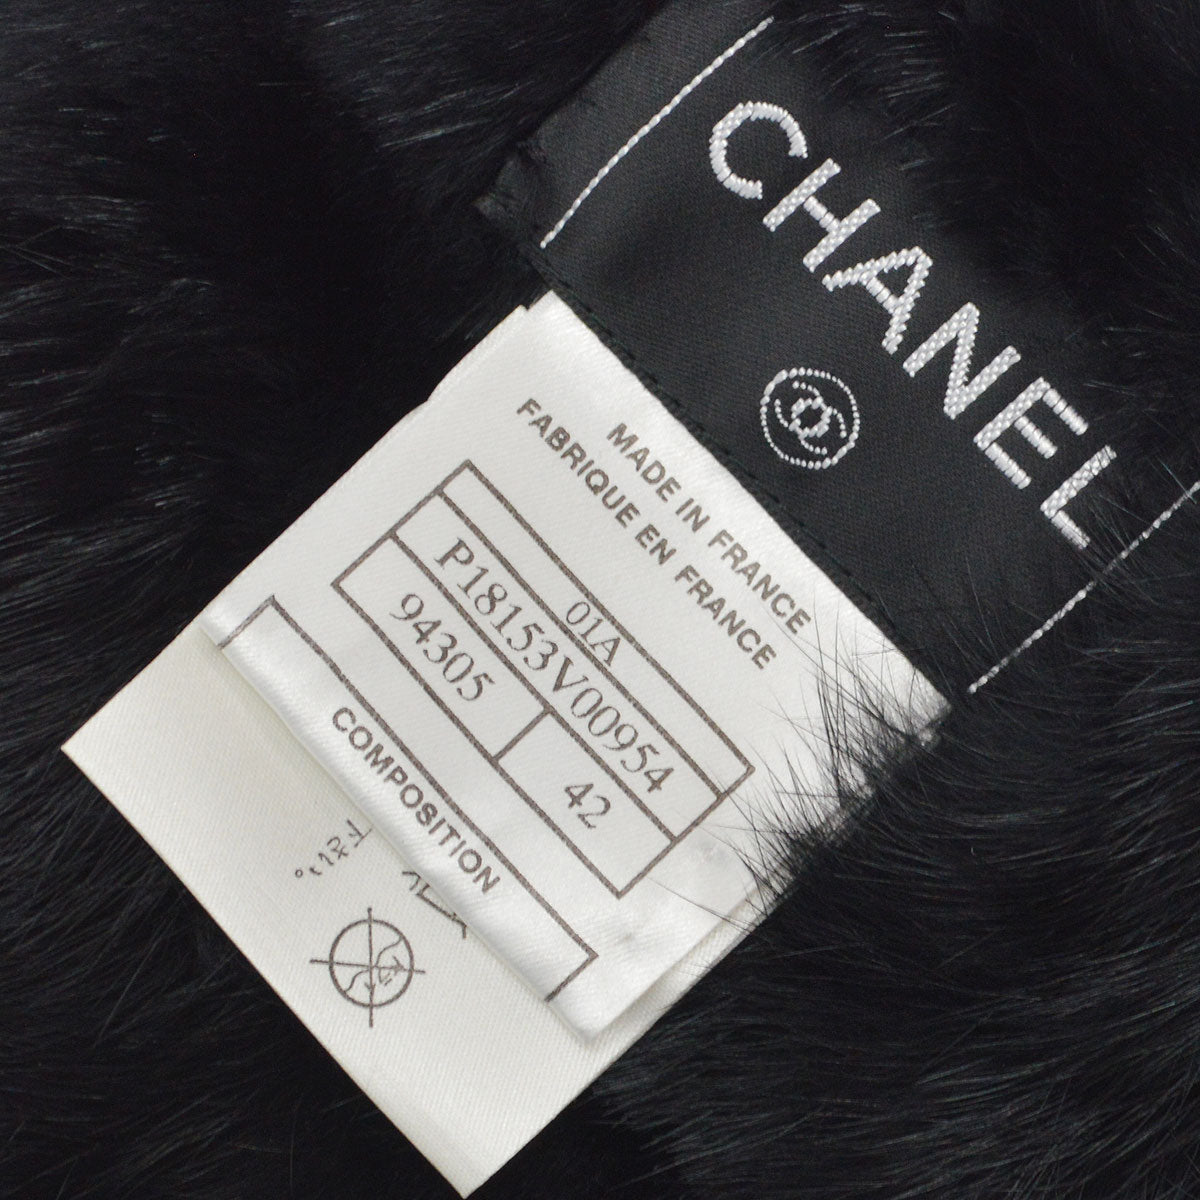 CHANEL
MADE IN FRANCE
FABRIQUE EN FRANCE
01A
P18153V00954
94305 42
COMPOSITION